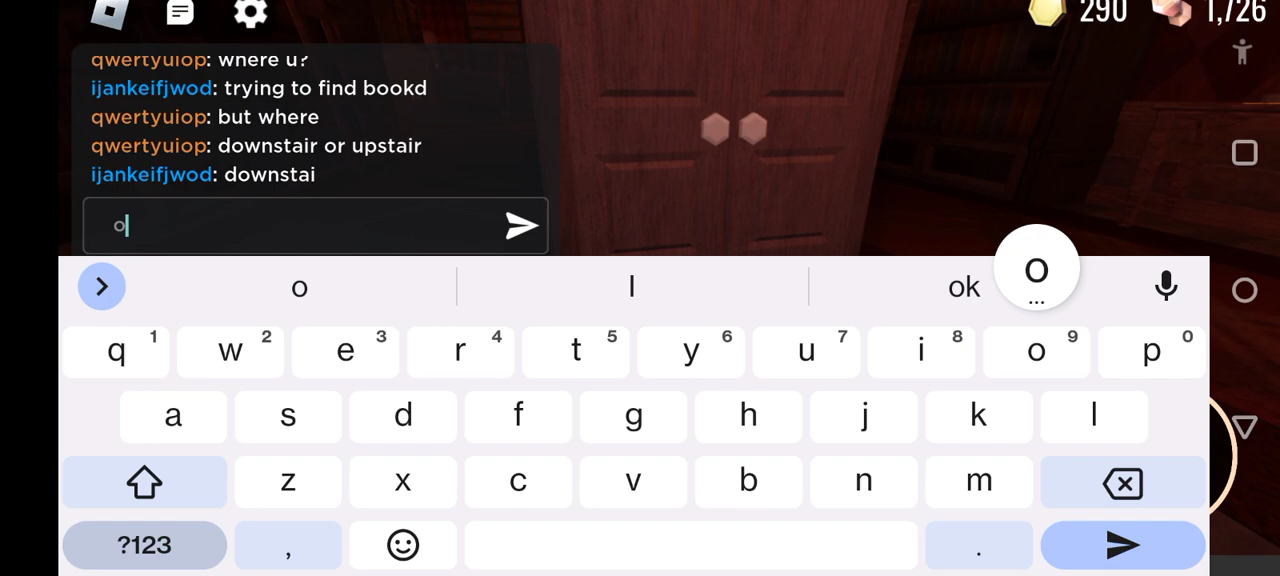 290
1,726
qwertyuiop: where u?
ijankeifjwod: trying to find bookd
qwertyuiop: but where
qwertyuiop: downstair or upstair
ijankeifjwod: downstai
o
o I ok o
...
q 1 w 2 e 3 r 4 t 5 y 6 u 7 i 8 o 9 p 0
a s d f g h j k l
z x c v b n m
?123 , .